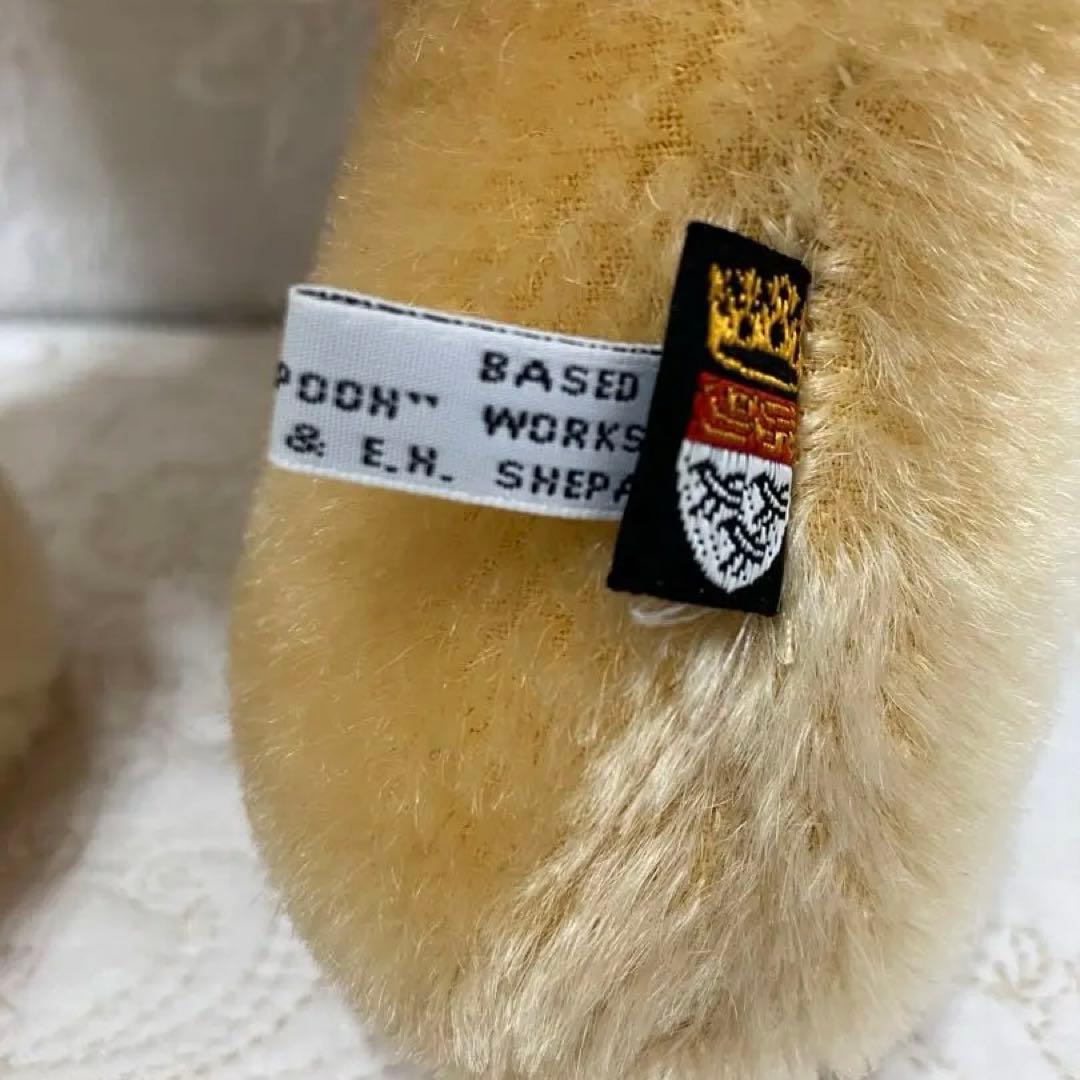 BASED
POOH" WORKS
& E.H. SHEPA